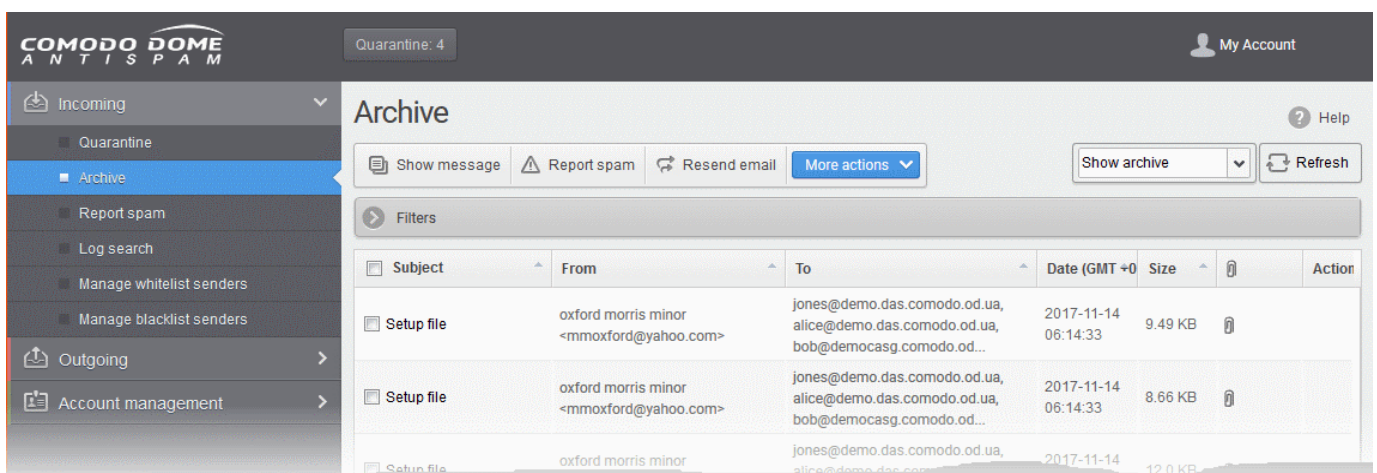 COMODO DOME
ANTISPAM
Quarantine: 4
My Account
Incoming
Quarantine
Archive
Report spam
Log search
Manage whitelist senders
Manage blacklist senders
Outgoing
Account management
Archive
Help
Show message
Report spam
Resend email
More actions
Show archive
Refresh
Filters
Subject From To Date (GMT +0 Size Action
Setup file
oxford morris minor
<mmoxford@yahoo.com>
jones@demo.das.comodo.od.ua,
alice@demo.das.comodo.od.ua,
bob@democasg.comodo.od...
2017-11-14
06:14:33
9.49 KB
Setup file
oxford morris minor
<mmoxford@yahoo.com>
jones@demo.das.comodo.od.ua,
alice@demo.das.comodo.od.ua,
bob@democasg.comodo.od...
2017-11-14
06:14:33
8.66 KB
Setup file
oxford morris minor
jones@demo.das.comodo.od.ua,
2017-11-14
12.0 KB